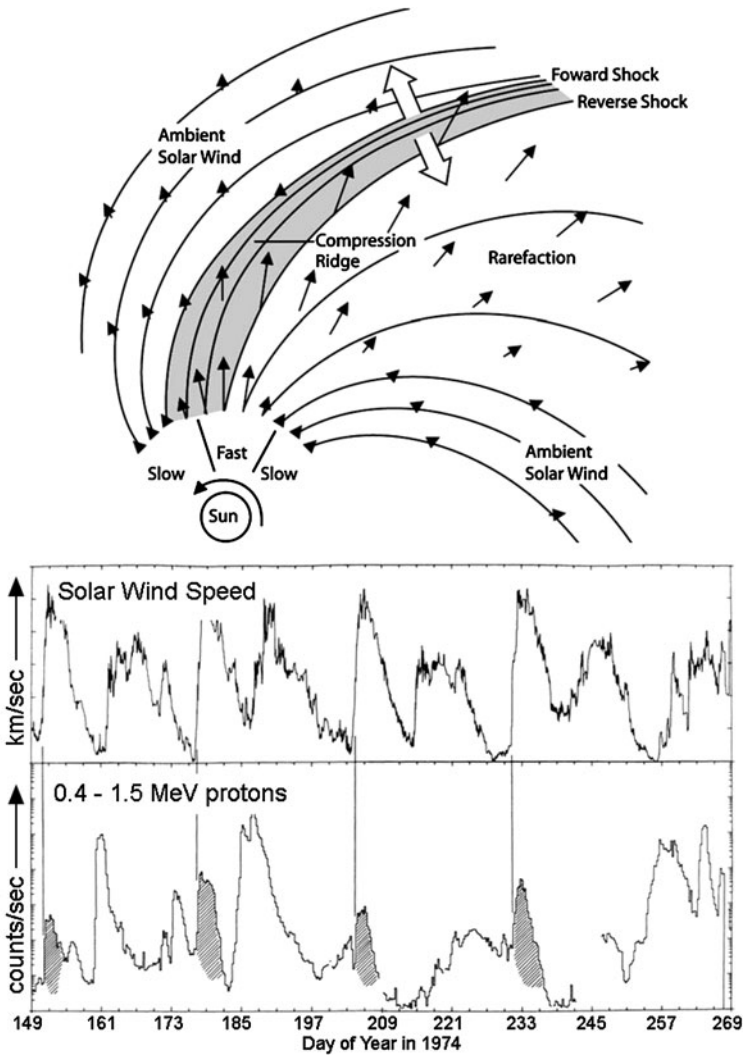 Foward Shock
Reverse Shock
Ambient
Solar Wind
Compression
Ridge
Rarefaction
Ambient
Solar Wind
Slow
Fast
Slow
Sun
Solar Wind Speed
km/sec
0.4 - 1.5 MeV protons
counts/sec
149 161 173 185 197 209 221 233 245 257 269
Day of Year in 1974